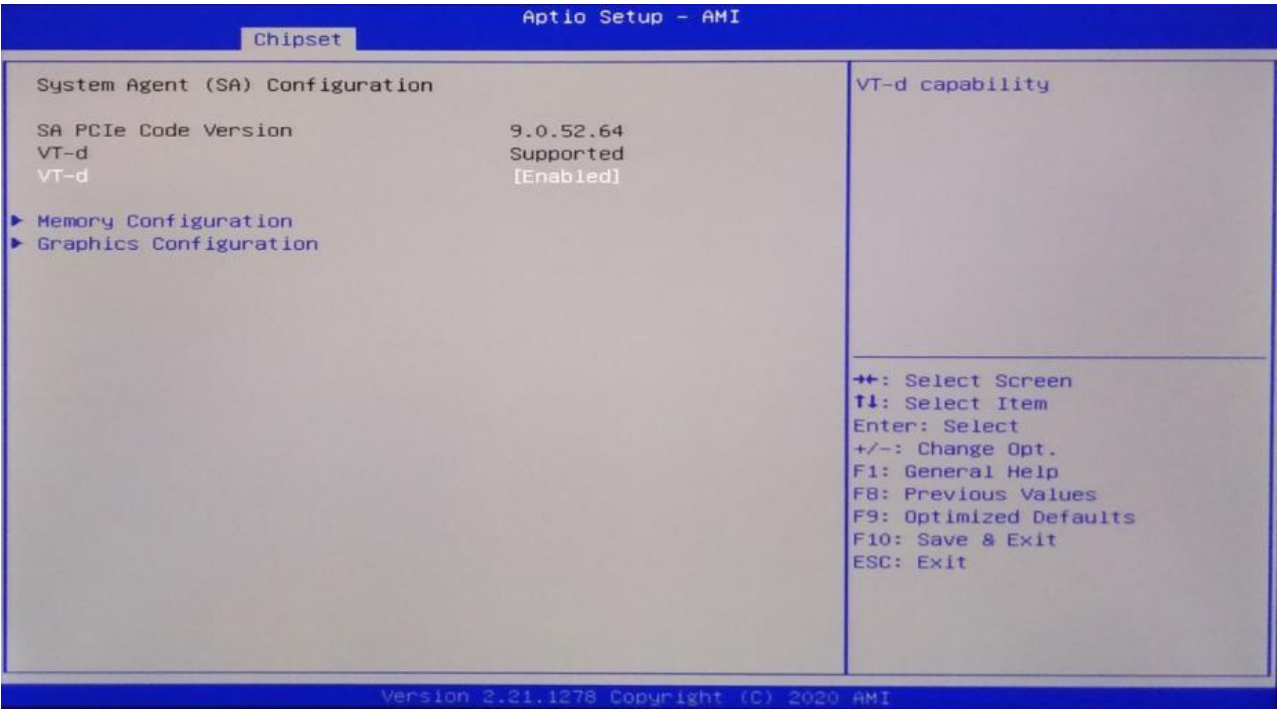 Aptio Setup - AMI
Chipset
System Agent (SA) Configuration
SA PCIe Code Version 9.0.52.64
VT-d Supported
VT-d [Enabled]
▶ Memory Configuration
▶ Graphics Configuration
VT-d capability
→←: Select Screen
↑↓: Select Item
Enter: Select
+/-: Change Opt.
F1: General Help
F8: Previous Values
F9: Optimized Defaults
F10: Save & Exit
ESC: Exit
Version 2.21.1278 Copyright (C) 2020 AMI